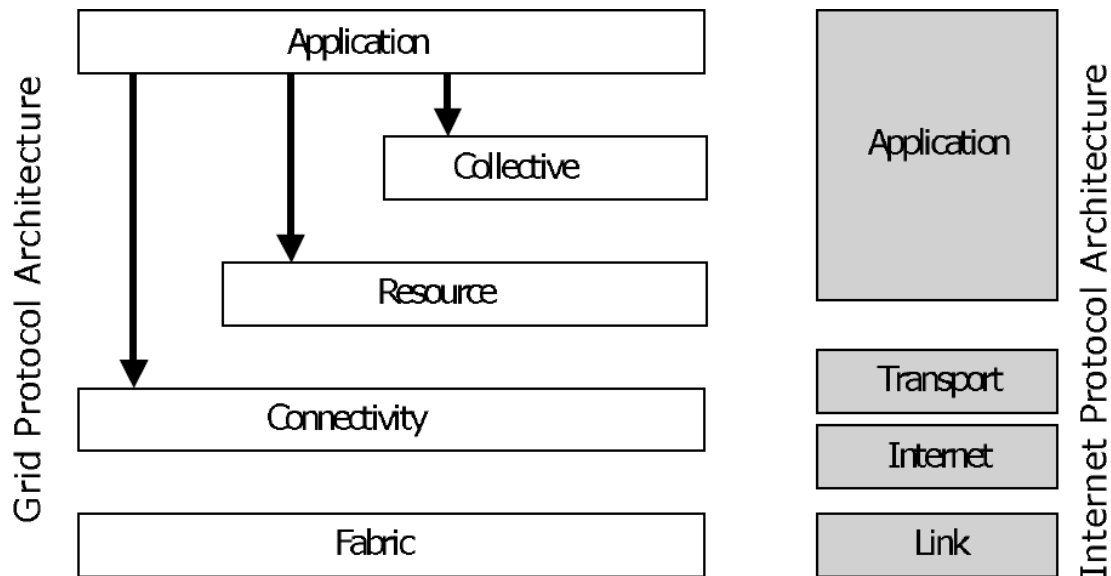 Grid Protocol Architecture
Application
Collective
Resource
Connectivity
Fabric
Application
Transport
Internet
Link
Internet Protocol Architecture